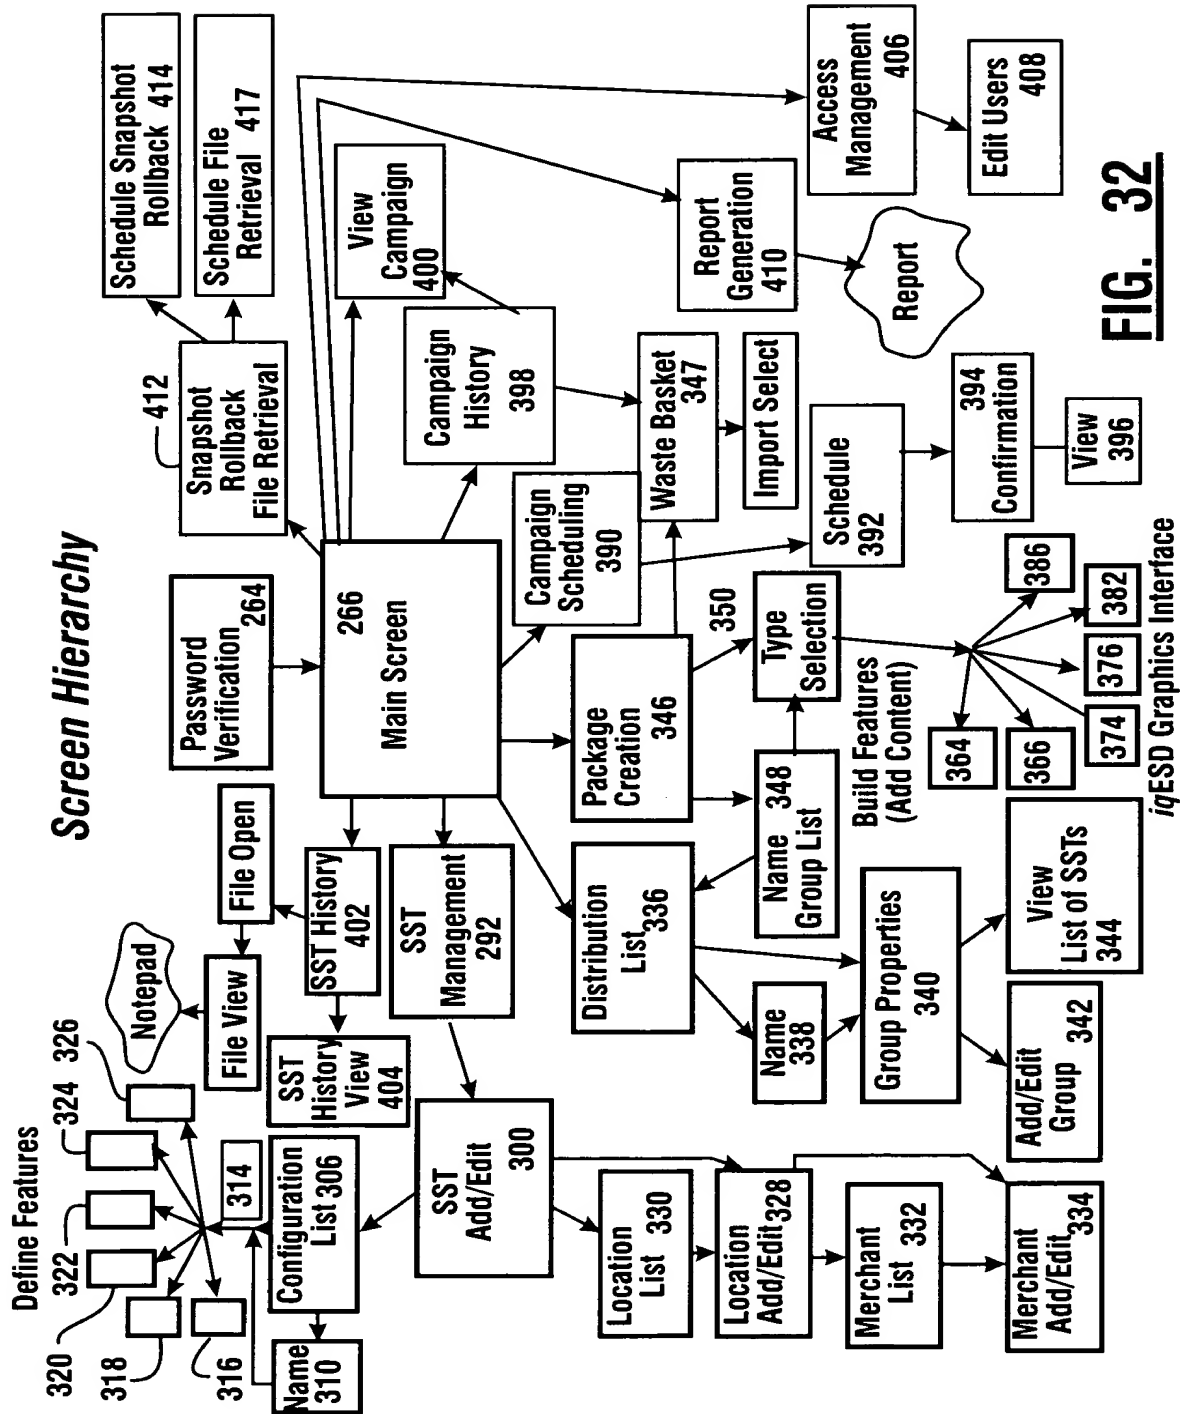 Screen Hierarchy
Define Features
320
322
324
326
318
316
314
Name
310
Configuration
List 306
Notepad
File View
File Open
SST
History
View
404
SST History
402
SST
Management
292
SST
Add/Edit
300
Password
Verification
264
266
Main Screen
412
Snapshot
Rollback
File Retrieval
Schedule Snapshot
Rollback 414
Schedule File
Retrieval 417
View
Campaign
400
Campaign
History
398
Campaign
Scheduling
390
Waste Basket
347
Import Select
Package
Creation
346
Distribution
List 336
Name 348
Group List
350
Type
Selection
Name
338
Group Properties
340
Add/Edit
Group 342
View
List of SSTs
344
Location
List 330
Location
Add/Edit 328
Merchant
List 332
Merchant
Add/Edit 334
Build Features
(Add Content)
364
366
374
376
382
386
iqESD Graphics Interface
Schedule
392
394
Confirmation
View
396
Report
Generation
410
Report
Access
Management
406
Edit Users
408
FIG. 32